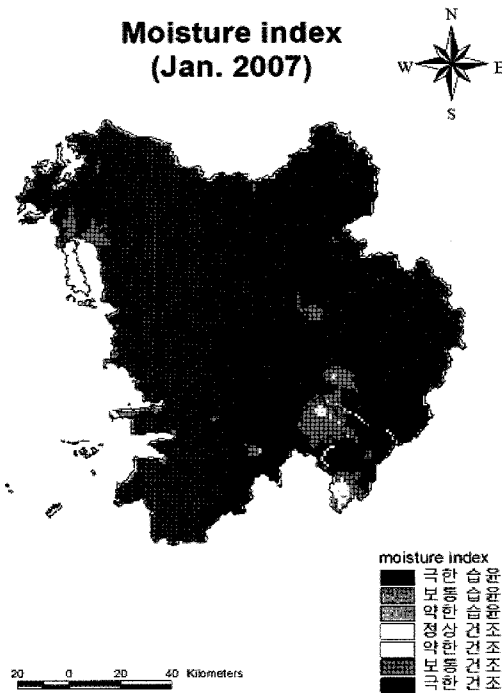 Moisture index
(Jan. 2007)
N
W
E
S
moisture index
극한 습윤
보통 습윤
약한 습윤
정상 건조
약한 건조
보통 건조
극한 건조
20 0 20 40 Kilometers